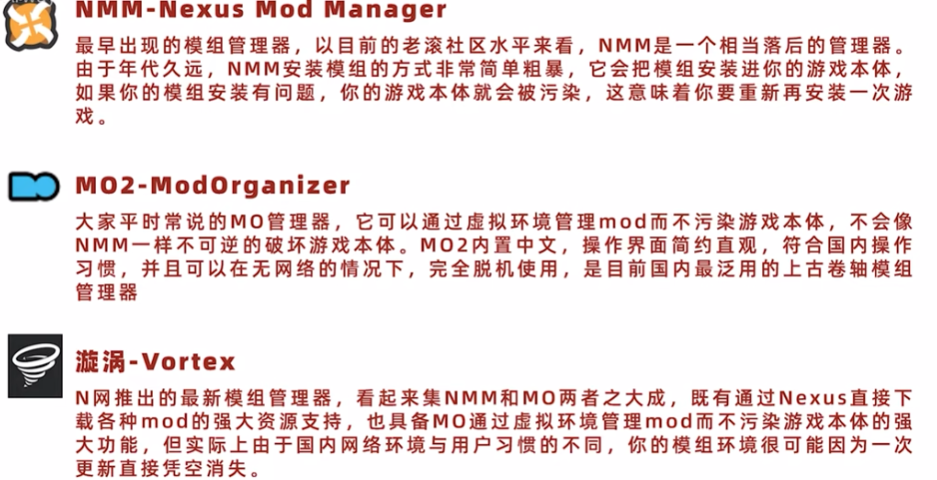 NMM-Nexus Mod Manager
最早出现的模组管理器，以目前的老滚社区水平来看，NMM是一个相当落后的管理器。
由于年代久远，NMM安装模组的方式非常简单粗暴，它会把模组安装进你的游戏本体，
如果你的模组安装有问题，你的游戏本体就会被污染，这意味着你要重新再安装一次游
戏。
MO2-ModOrganizer
大家平时常说的MO管理器，它可以通过虚拟环境管理mod而不污染游戏本体，不会像
NMM一样不可逆的破坏游戏本体。MO2内置中文，操作界面简约直观，符合国内操作
习惯，并且可以在无网络的情况下，完全脱机使用，是目前国内最泛用的上古卷轴模组
管理器
漩涡-Vortex
N网推出的最新模组管理器，看起来集NMM和MO两者之大成，既有通过Nexus直接下
载各种mod的强大资源支持，也具备MO通过虚拟环境管理mod而不污染游戏本体的强
大功能，但实际上由于国内网络环境与用户习惯的不同，你的模组环境很可能因为一次
更新直接凭空消失。